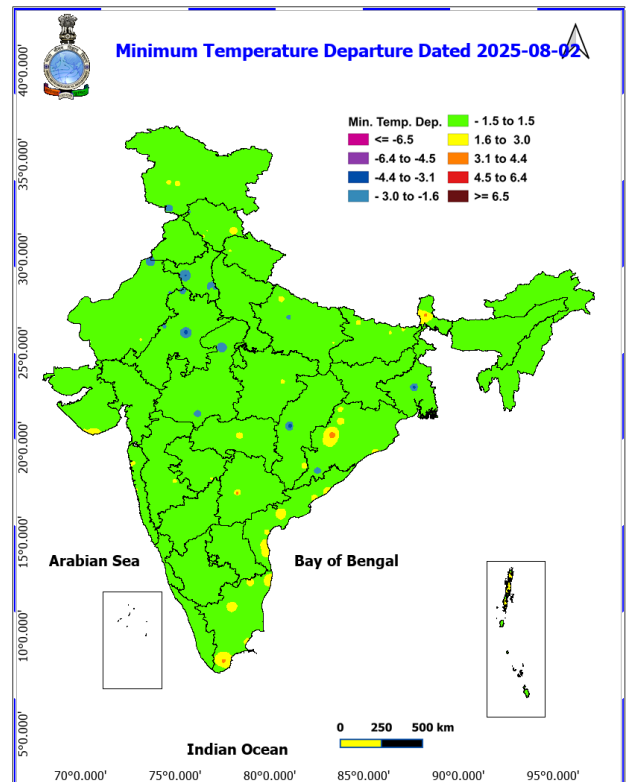 Minimum Temperature Departure Dated 2025-08-02
40°0.000'
Min. Temp. Dep.
- 1.5 to 1.5
<= -6.5
1.6 to 3.0
-6.4 to -4.5
3.1 to 4.4
-4.4 to -3.1
4.5 to 6.4
- 3.0 to -1.6
>= 6.5
35°0.000'
30°0.000'
25°0.000'
20°0.000'
15°0.000'
Arabian Sea
Bay of Bengal
10°0.000'
5°0.000'
0 250 500 km
Indian Ocean
70°0.000' 75°0.000' 80°0.000' 85°0.000' 90°0.000' 95°0.000'